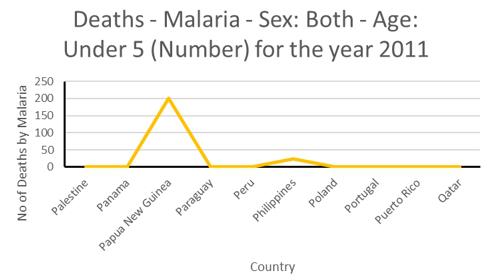 Deaths - Malaria - Sex: Both - Age:
Under 5 (Number) for the year 2011
No of Deaths by Malaria
250
200
150
100
50
0
Palestine
Panama
Papua New Guinea
Paraguay
Peru
Philippines
Poland
Portugal
Puerto Rico
Qatar
Country